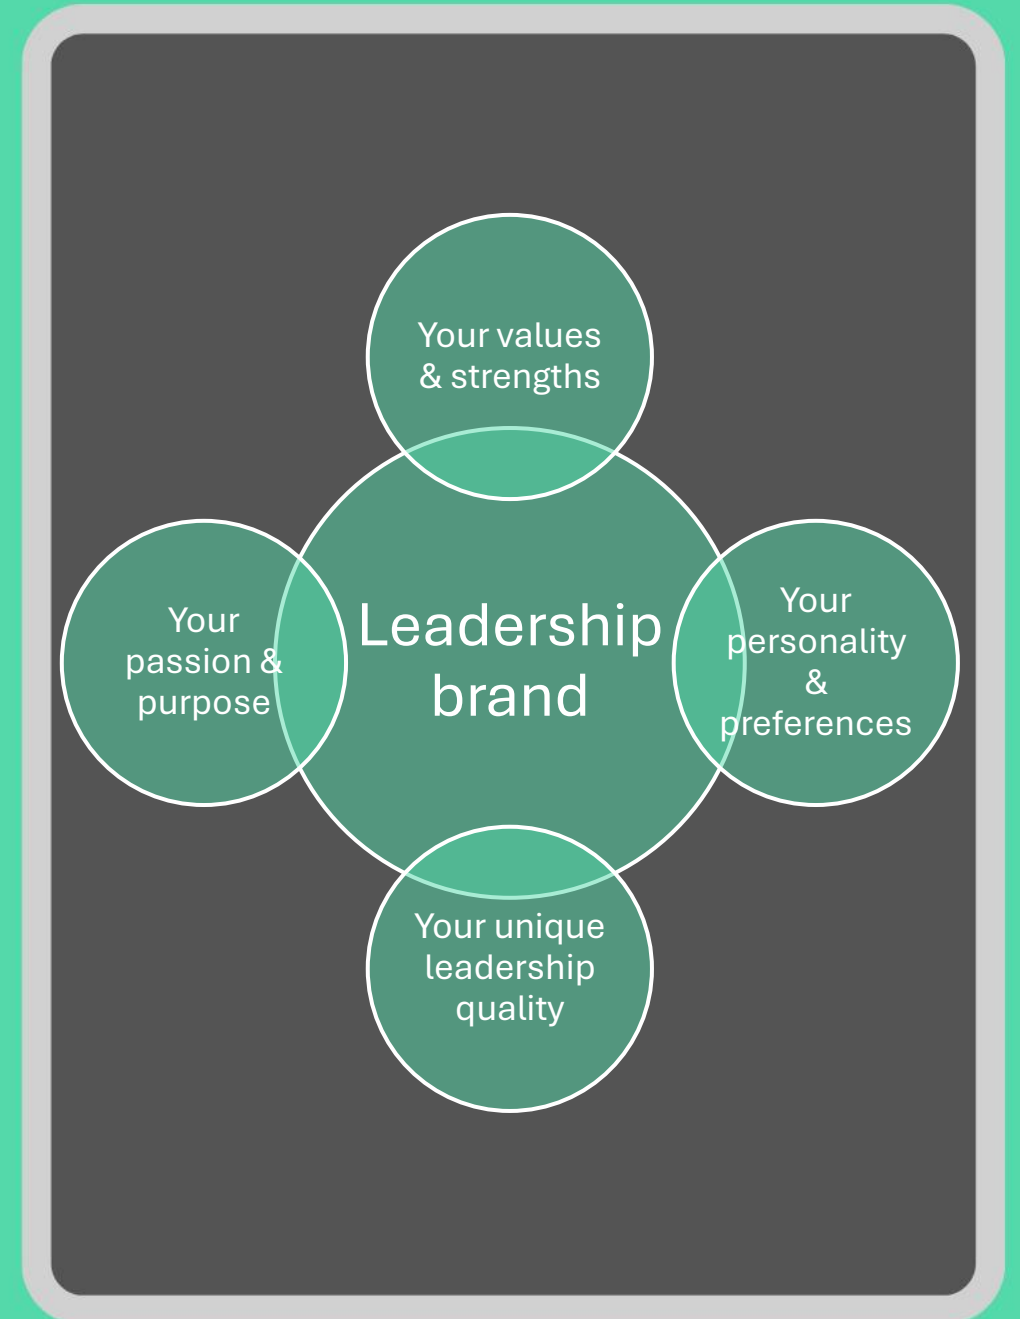 Your values
& strengths
Your
passion &
purpose
Leadership
brand
Your
personality
&
preferences
Your unique
leadership
quality